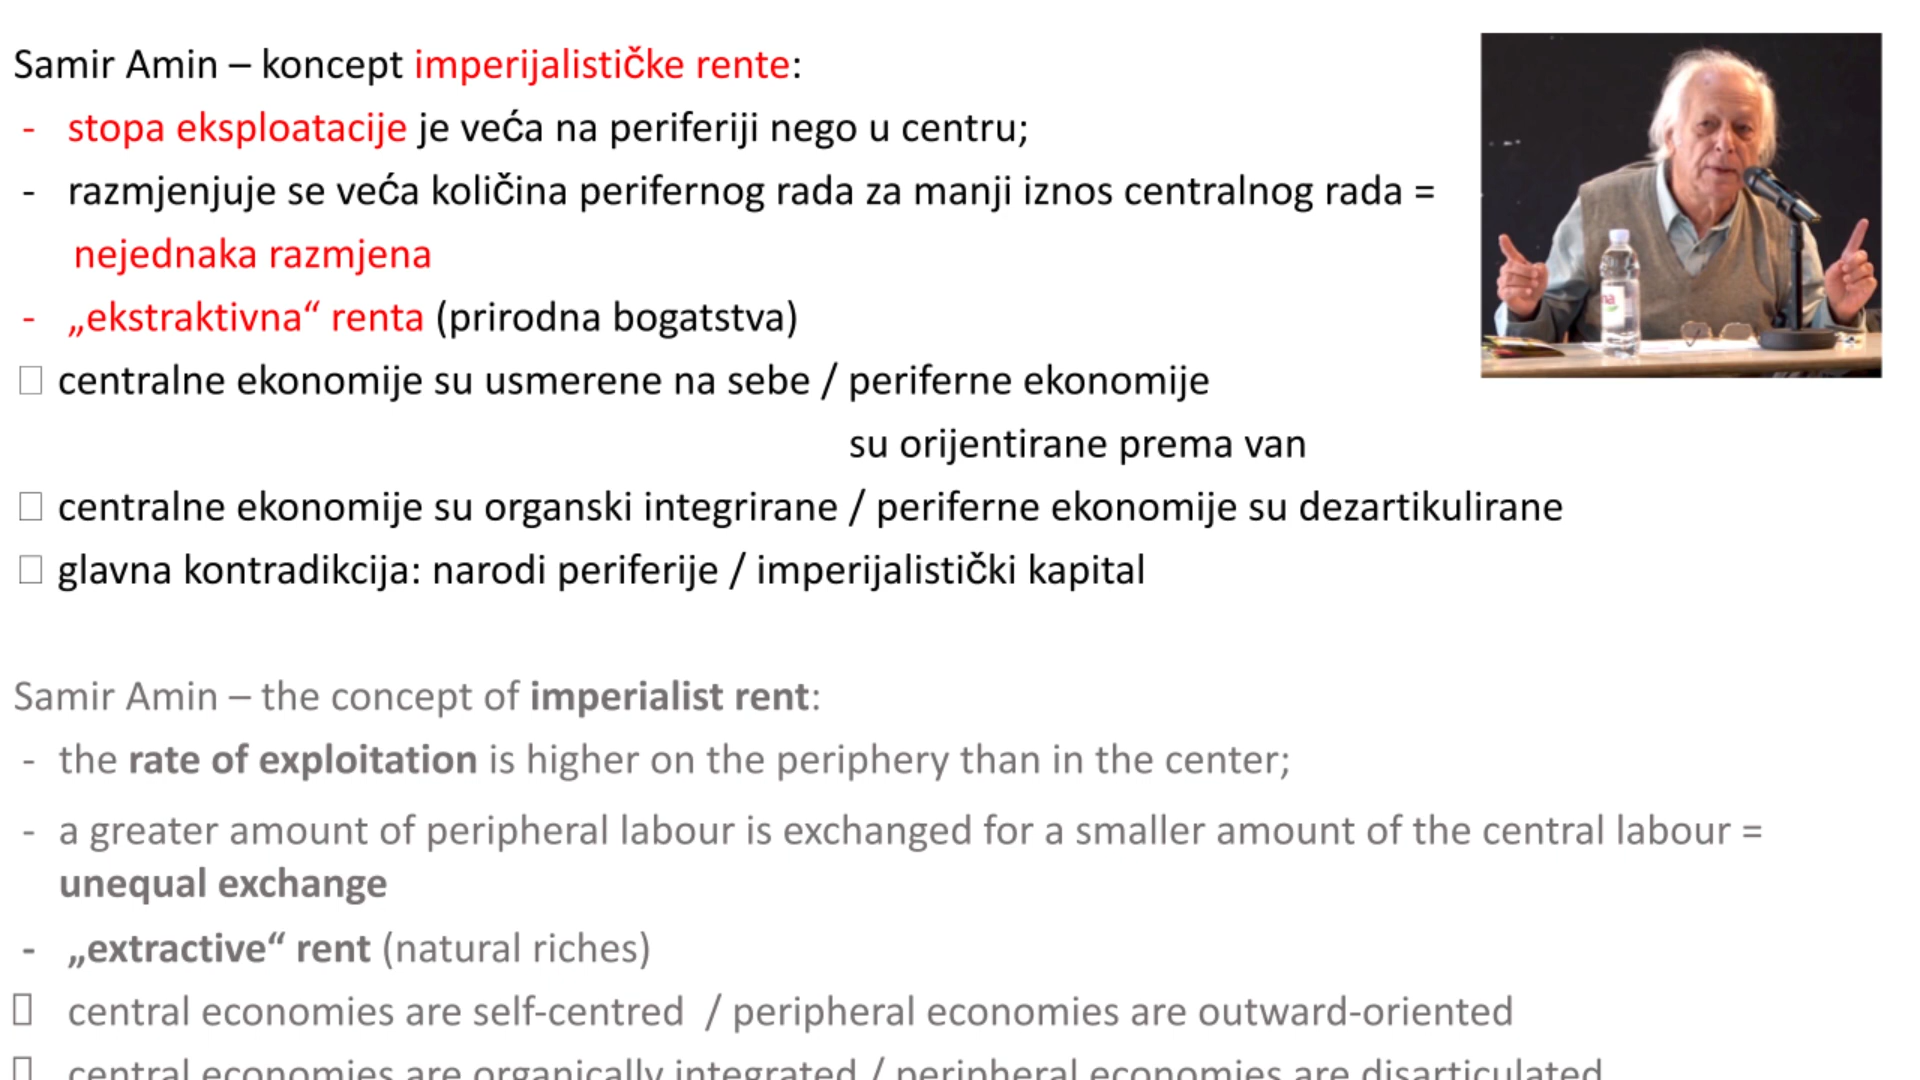 Samir Amin – koncept imperijalističke rente:
- stopa eksploatacije je veća na periferiji nego u centru;
- razmjenjuje se veća količina perifernog rada za manji iznos centralnog rada =
nejednaka razmjena
- „ekstraktivna“ renta (prirodna bogatstva)
centralne ekonomije su usmerene na sebe / periferne ekonomije
su orijentirane prema van
centralne ekonomije su organski integrirane / periferne ekonomije su dezartikulirane
glavna kontradikcija: narodi periferije / imperijalistički kapital
Samir Amin – the concept of imperialist rent:
- the rate of exploitation is higher on the periphery than in the center;
- a greater amount of peripheral labour is exchanged for a smaller amount of the central labour =
unequal exchange
- „extractive“ rent (natural riches)
central economies are self-centred / peripheral economies are outward-oriented
central economies are organically integrated / peripheral economies are disarticulated